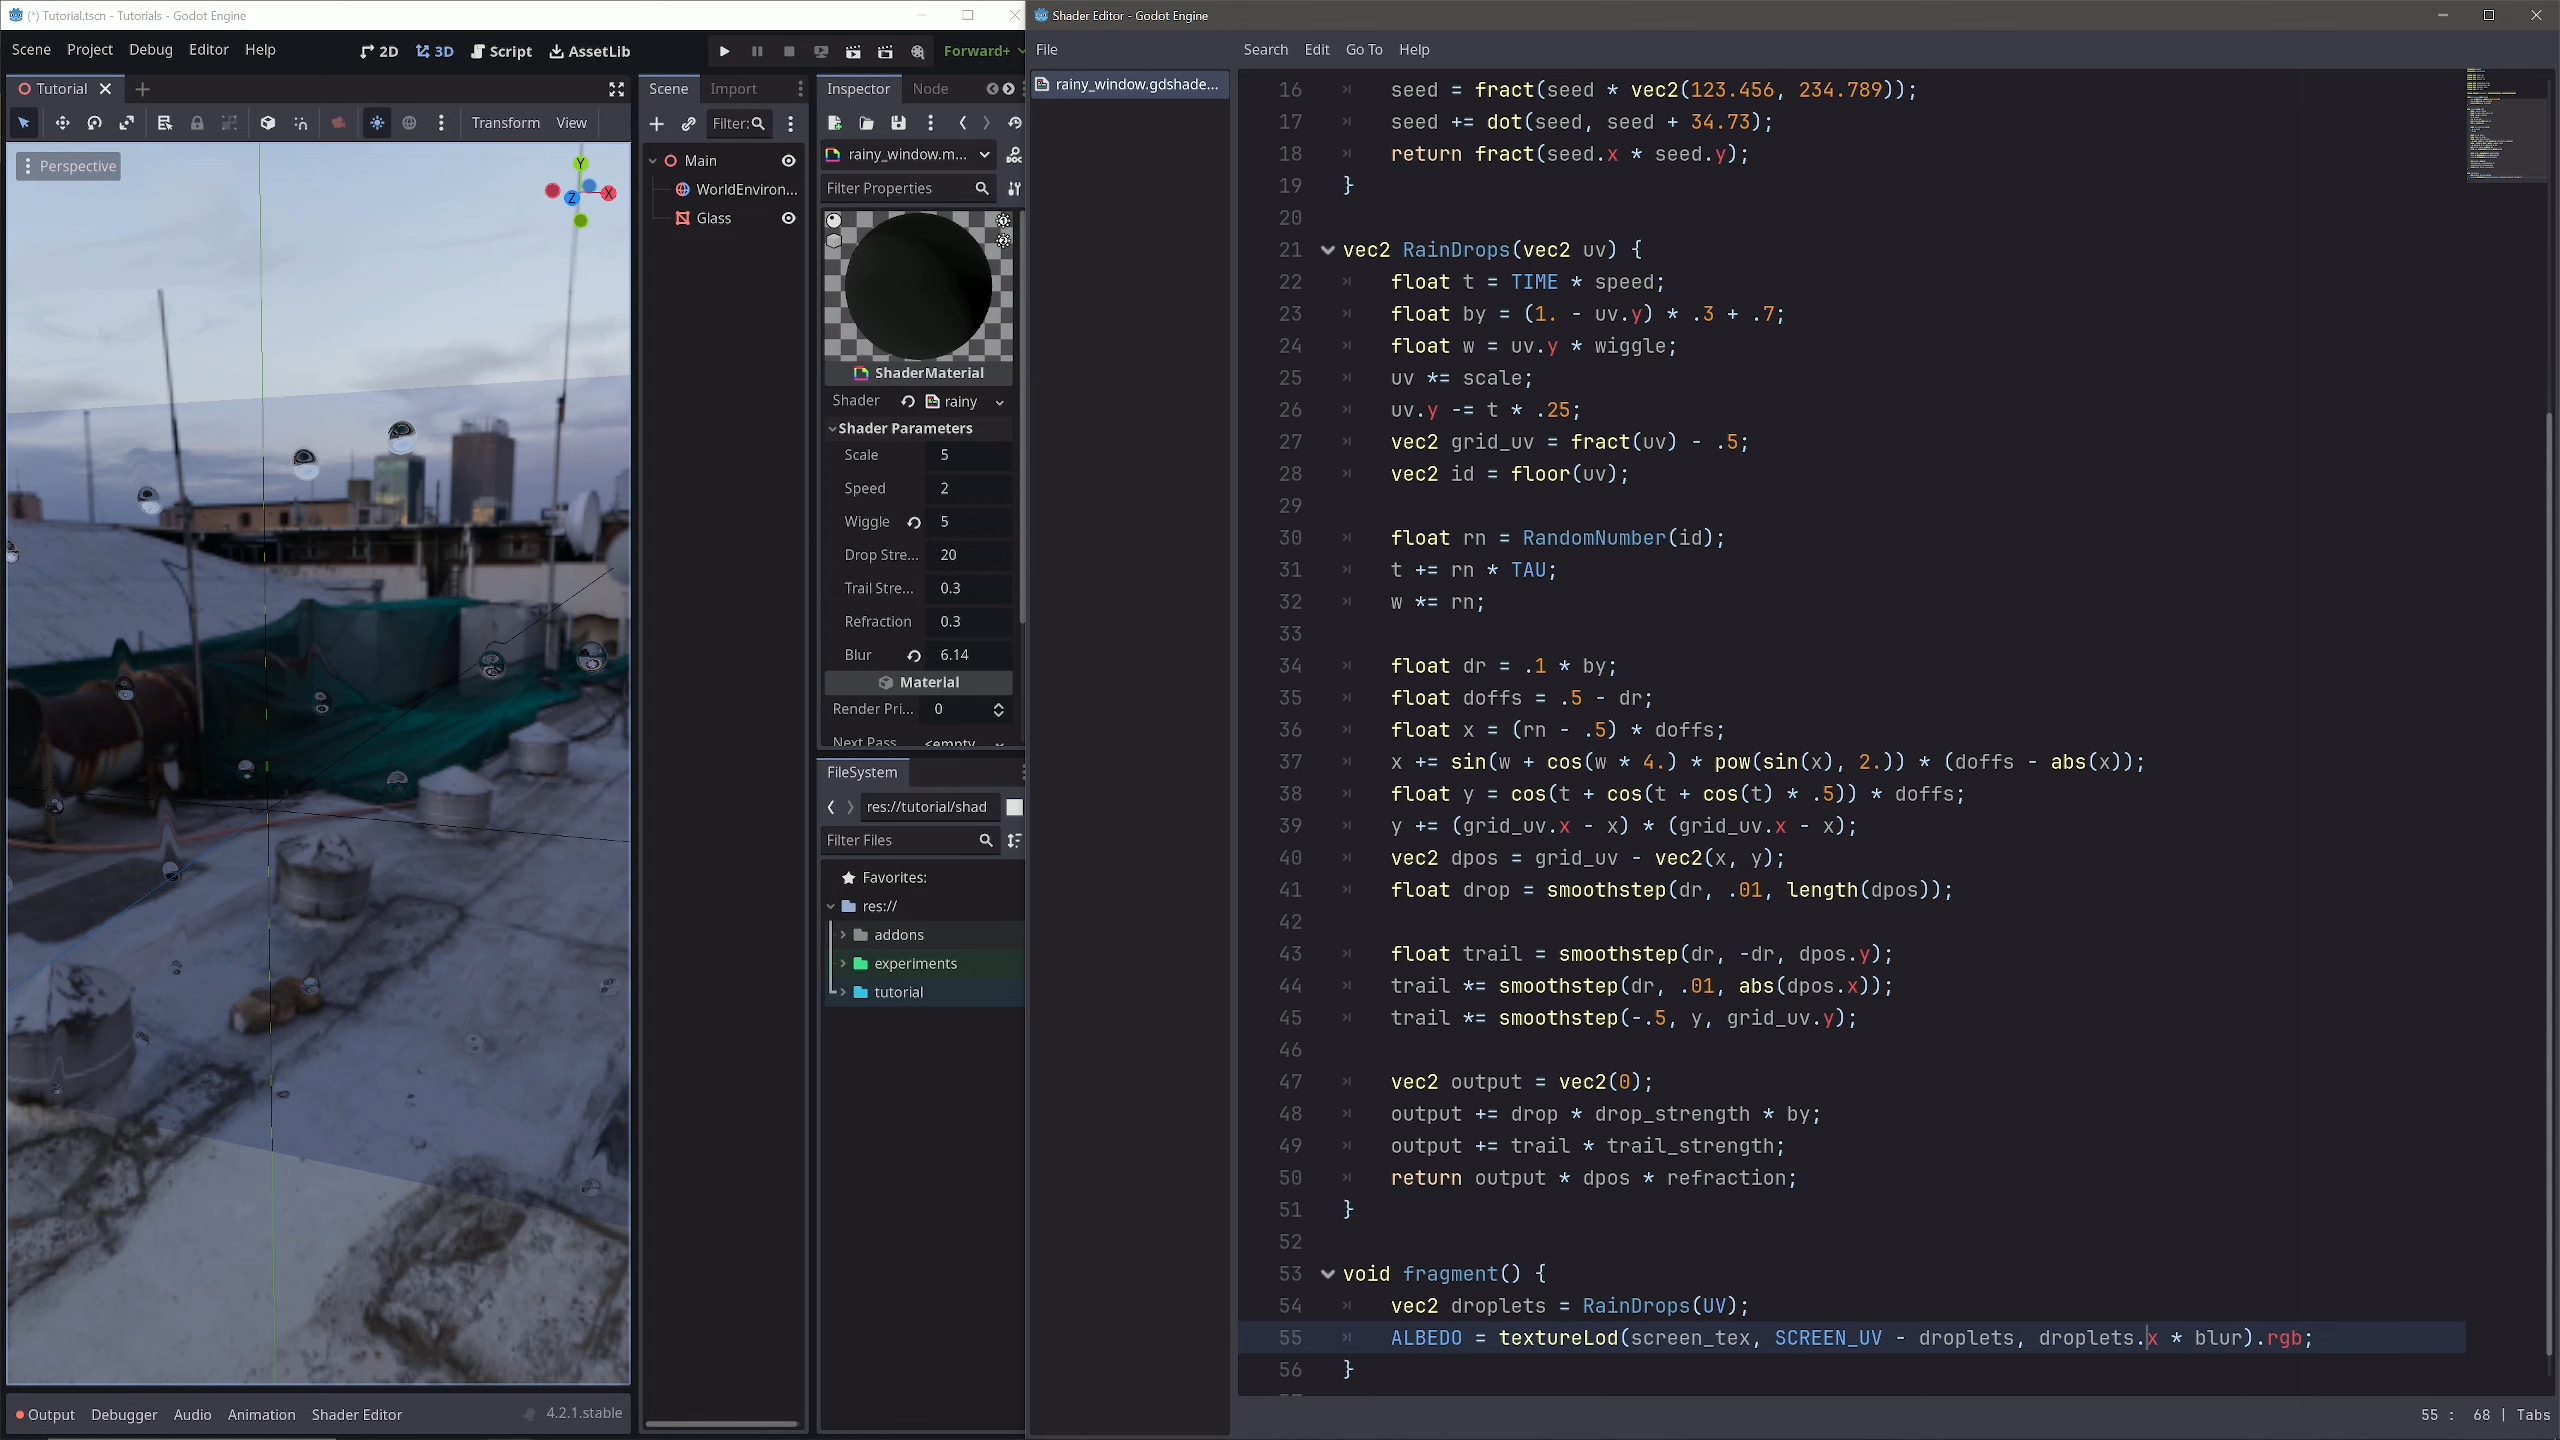 (*) Tutorial.tscn - Tutorials - Godot Engine
Scene Project Debug Editor Help
2D 3D Script AssetLib
Forward+
Tutorial
Transform View
Perspective
Y
X
Z
Scene Import
Filter:
Main
WorldEnviron...
Glass
Inspector Node
rainy_window.m...
DOC
Filter Properties
ShaderMaterial
Shader rainy
Shader Parameters
Scale 5
Speed 2
Wiggle 5
Drop Stre... 20
Trail Stre... 0.3
Refraction 0.3
Blur 6.14
Material
Render Pri... 0
Next Pass <empty
FileSystem
res://tutorial/shad
Filter Files
Favorites:
res://
addons
experiments
tutorial
Output Debugger Audio Animation Shader Editor
4.2.1.stable
Shader Editor - Godot Engine
File
Search Edit Go To Help
rainy_window.gdshade...
16 seed = fract(seed * vec2(123.456, 234.789));
17 seed += dot(seed, seed + 34.73);
18 return fract(seed.x * seed.y);
19 }
20
21 vec2 RainDrops(vec2 uv) {
22 float t = TIME * speed;
23 float by = (1. - uv.y) * .3 + .7;
24 float w = uv.y * wiggle;
25 uv *= scale;
26 uv.y -= t * .25;
27 vec2 grid_uv = fract(uv) - .5;
28 vec2 id = floor(uv);
29
30 float rn = RandomNumber(id);
31 t += rn * TAU;
32 w *= rn;
33
34 float dr = .1 * by;
35 float doffs = .5 - dr;
36 float x = (rn - .5) * doffs;
37 x += sin(w + cos(w * 4.) * pow(sin(x), 2.)) * (doffs - abs(x));
38 float y = cos(t + cos(t + cos(t) * .5)) * doffs;
39 y += (grid_uv.x - x) * (grid_uv.x - x);
40 vec2 dpos = grid_uv - vec2(x, y);
41 float drop = smoothstep(dr, .01, length(dpos));
42
43 float trail = smoothstep(dr, -dr, dpos.y);
44 trail *= smoothstep(dr, .01, abs(dpos.x));
45 trail *= smoothstep(-.5, y, grid_uv.y);
46
47 vec2 output = vec2(0);
48 output += drop * drop_strength * by;
49 output += trail * trail_strength;
50 return output * dpos * refraction;
51 }
52
53 void fragment() {
54 vec2 droplets = RainDrops(UV);
55 ALBEDO = textureLod(screen_tex, SCREEN_UV - droplets, droplets.x * blur).rgb;
56 }
55 : 68 | Tabs